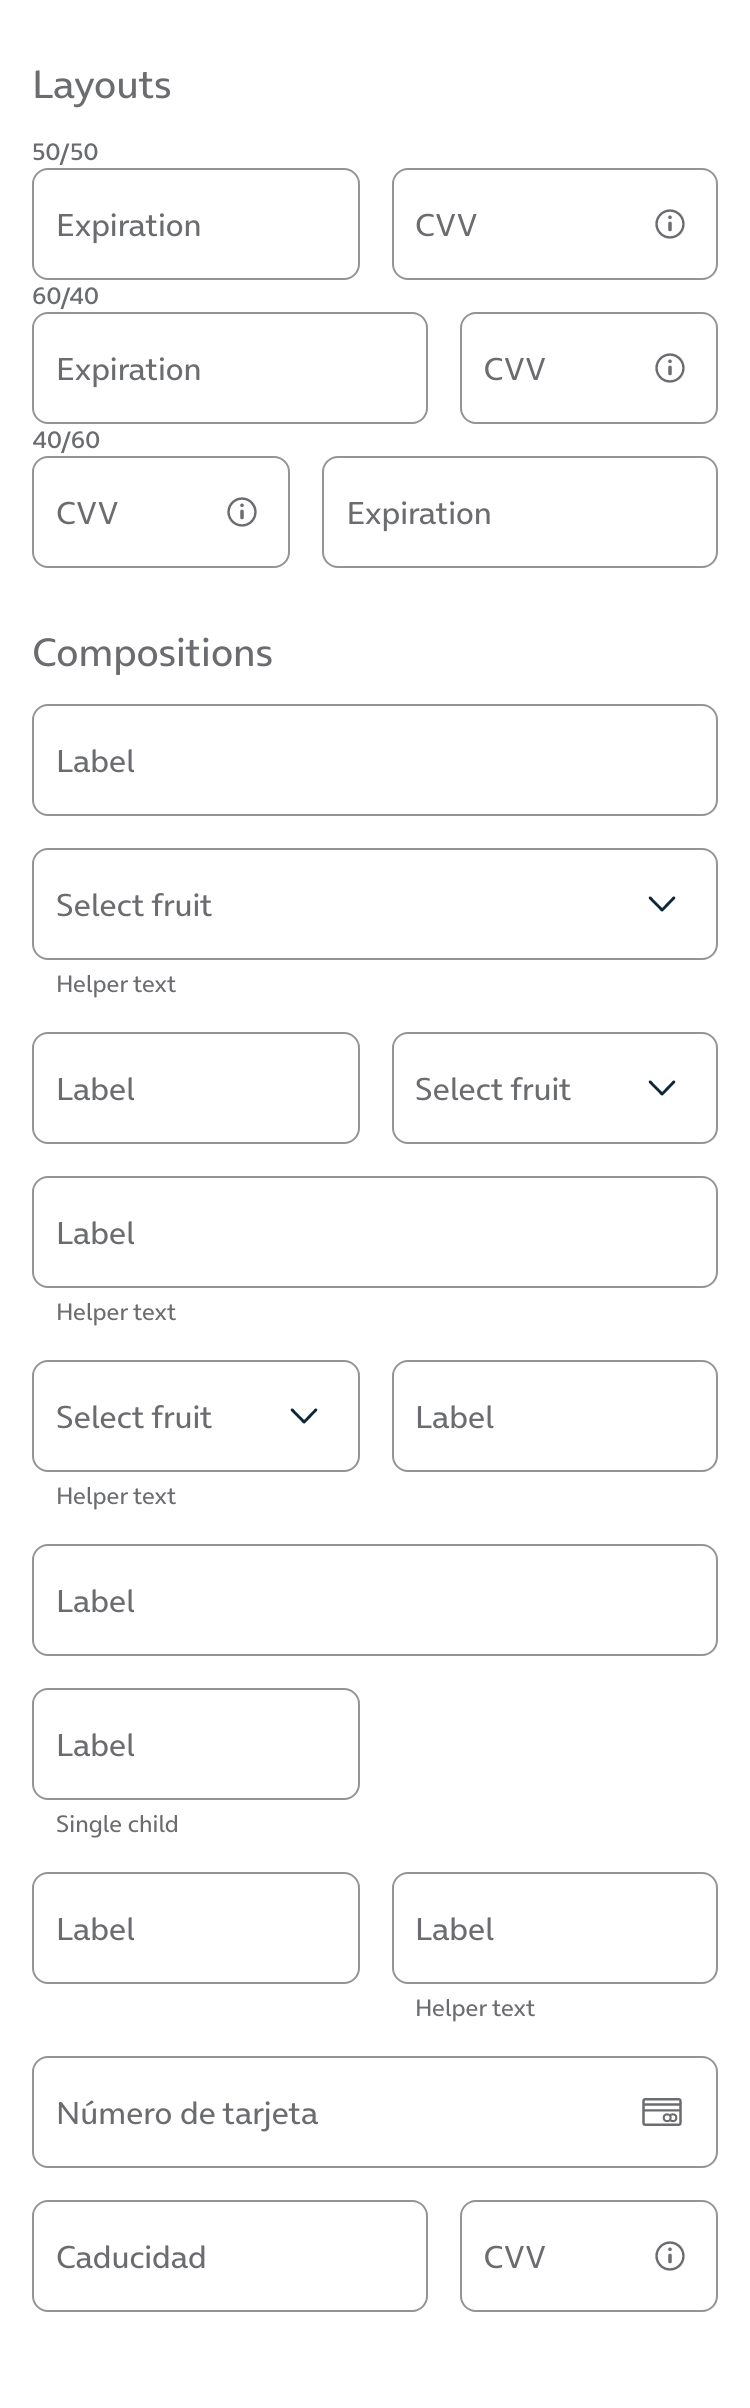 Layouts
50/50
Expiration CVV
60/40
Expiration CVV
40/60
CVV Expiration
Compositions
Label
Select fruit
Helper text
Label Select fruit
Label
Helper text
Select fruit Label
Helper text
Label
Label
Single child
Label Label
Helper text
Número de tarjeta
Caducidad CVV